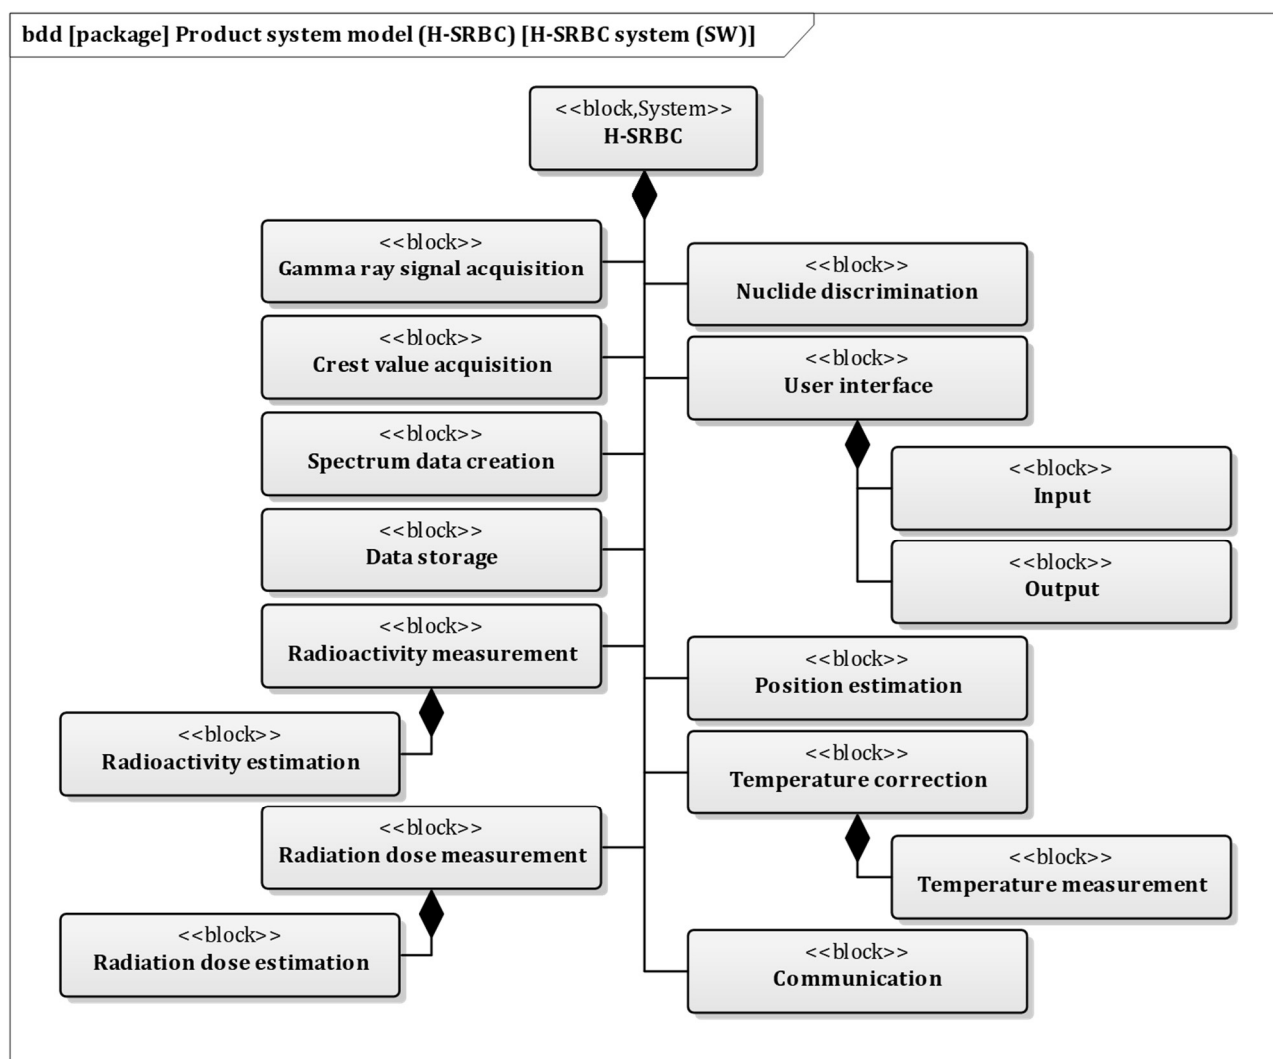 bdd [package] Product system model (H-SRBC) [H-SRBC system (SW)]
<<block,System>>
H-SRBC
<<block>>
Gamma ray signal acquisition
<<block>>
Nuclide discrimination
<<block>>
Crest value acquisition
<<block>>
User interface
<<block>>
Spectrum data creation
<<block>>
Input
<<block>>
Data storage
<<block>>
Output
<<block>>
Radioactivity measurement
<<block>>
Position estimation
<<block>>
Radioactivity estimation
<<block>>
Temperature correction
<<block>>
Radiation dose measurement
<<block>>
Temperature measurement
<<block>>
Radiation dose estimation
<<block>>
Communication